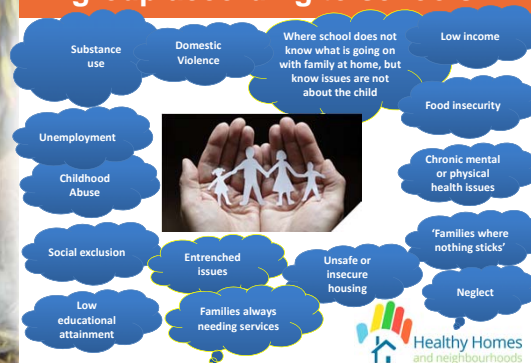 Substance
use
Domestic
Violence
Where school does not
know what is going on
with family at home, but
know issues are not
about the child
Low income
Food insecurity
Unemployment
Childhood
Abuse
Chronic mental
or physical
health issues
Social exclusion
Entrenched
issues
Unsafe or
insecure
housing
'Families where
nothing sticks'
Neglect
Low
educational
attainment
Families always
needing services
Healthy Homes
and neighbourhoods